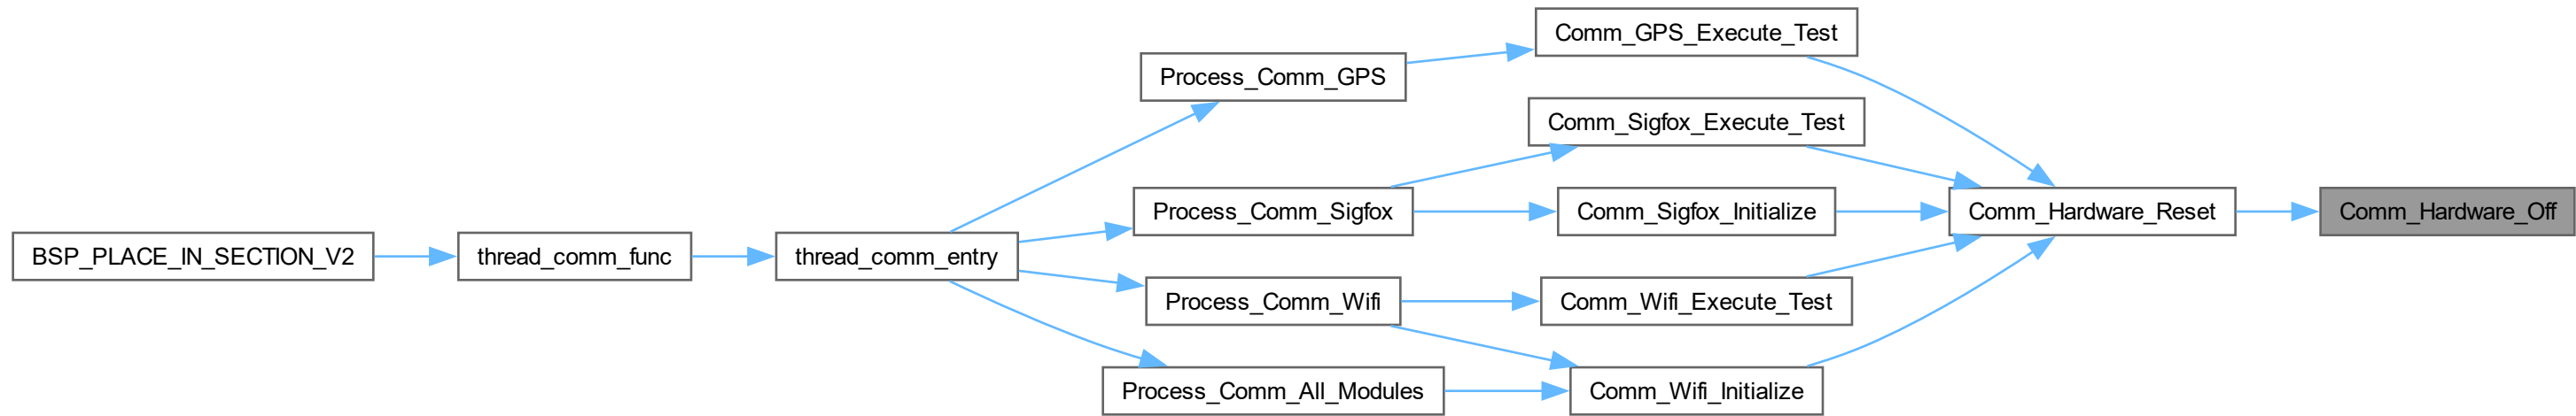 BSP_PLACE_IN_SECTION_V2
thread_comm_func
thread_comm_entry
Process_Comm_GPS
Process_Comm_Sigfox
Process_Comm_Wifi
Process_Comm_All_Modules
Comm_GPS_Execute_Test
Comm_Sigfox_Execute_Test
Comm_Sigfox_Initialize
Comm_Wifi_Execute_Test
Comm_Wifi_Initialize
Comm_Hardware_Reset
Comm_Hardware_Off